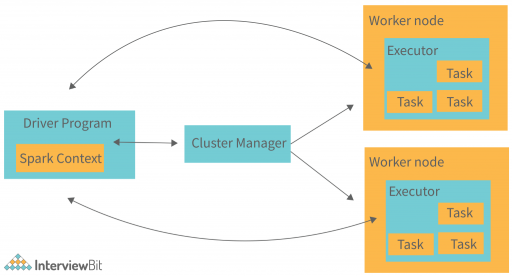 Worker node
Executor
Task
Task
Task
Driver Program
Spark Context
Cluster Manager
Worker node
Executor
Task
Task
Task
InterviewBit